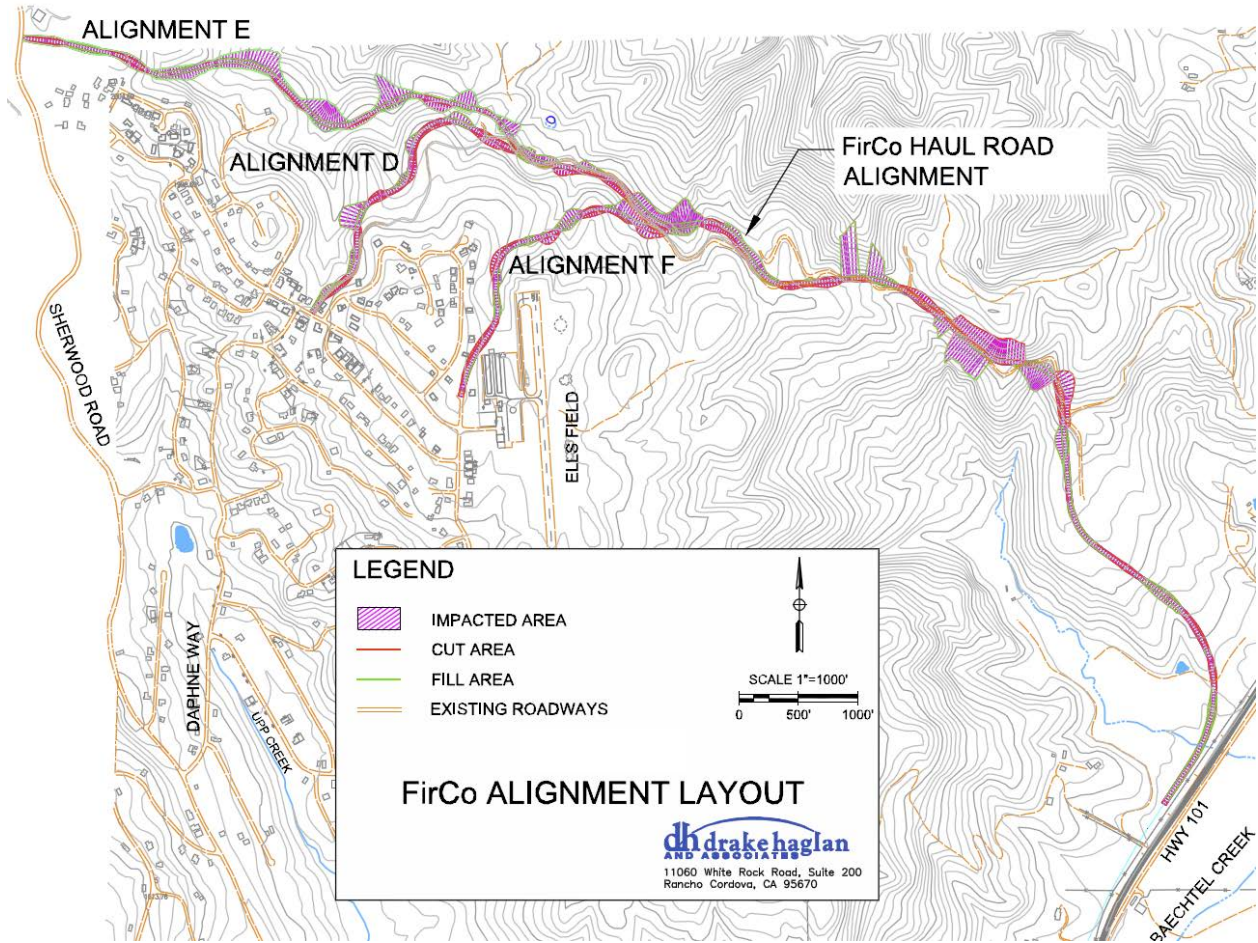 ALIGNMENT E
ALIGNMENT D
FirCo HAUL ROAD
ALIGNMENT
ALIGNMENT F
SHERWOOD ROAD
ELLS FIELD
DAPHNE WAY
UPP CREEK
LEGEND
IMPACTED AREA
CUT AREA
FILL AREA
EXISTING ROADWAYS
SCALE 1"=1000'
0 500' 1000'
FirCo ALIGNMENT LAYOUT
dh drakehaglan
AND ASSOCIATES
11060 White Rock Road, Suite 200
Rancho Cordova, CA 95670
HWY 101
BAECHTEL CREEK